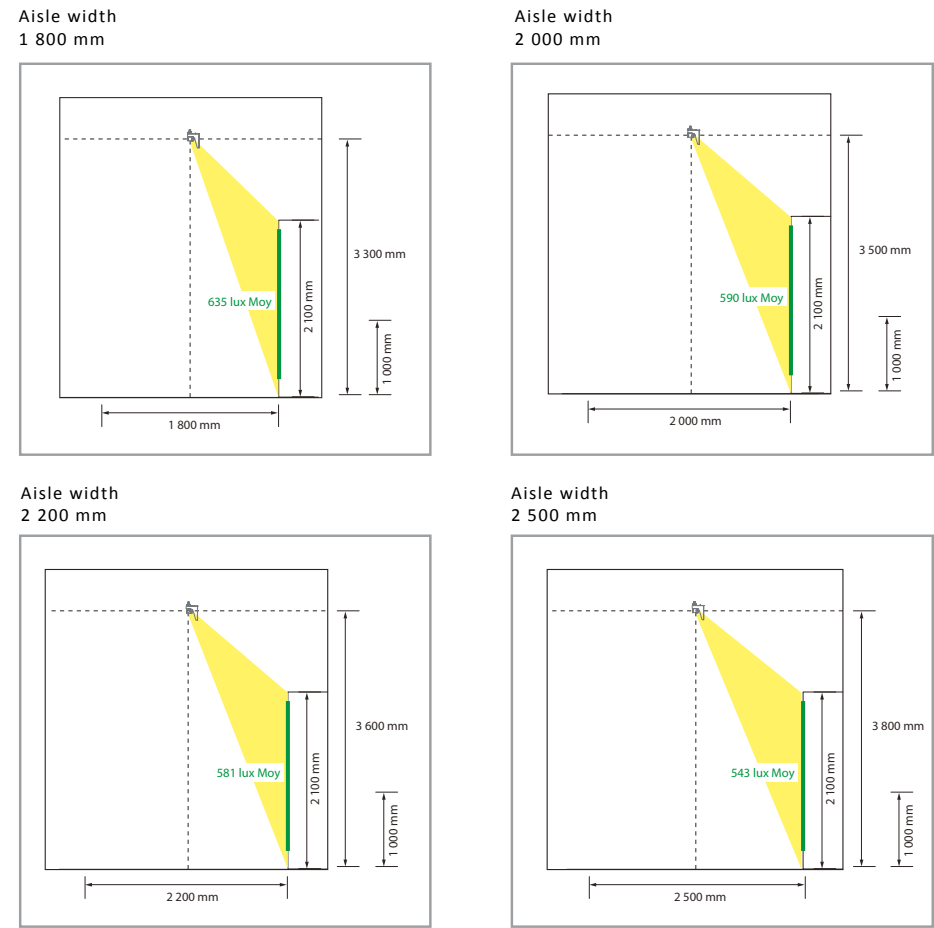 Aisle width
1 800 mm
3 300 mm
635 lux Moy
2 100 mm
1 000 mm
1 800 mm
Aisle width
2 000 mm
3 500 mm
590 lux Moy
2 100 mm
1 000 mm
2 000 mm
Aisle width
2 200 mm
3 600 mm
581 lux Moy
2 100 mm
1 000 mm
2 200 mm
Aisle width
2 500 mm
3 800 mm
543 lux Moy
2 100 mm
1 000 mm
2 500 mm